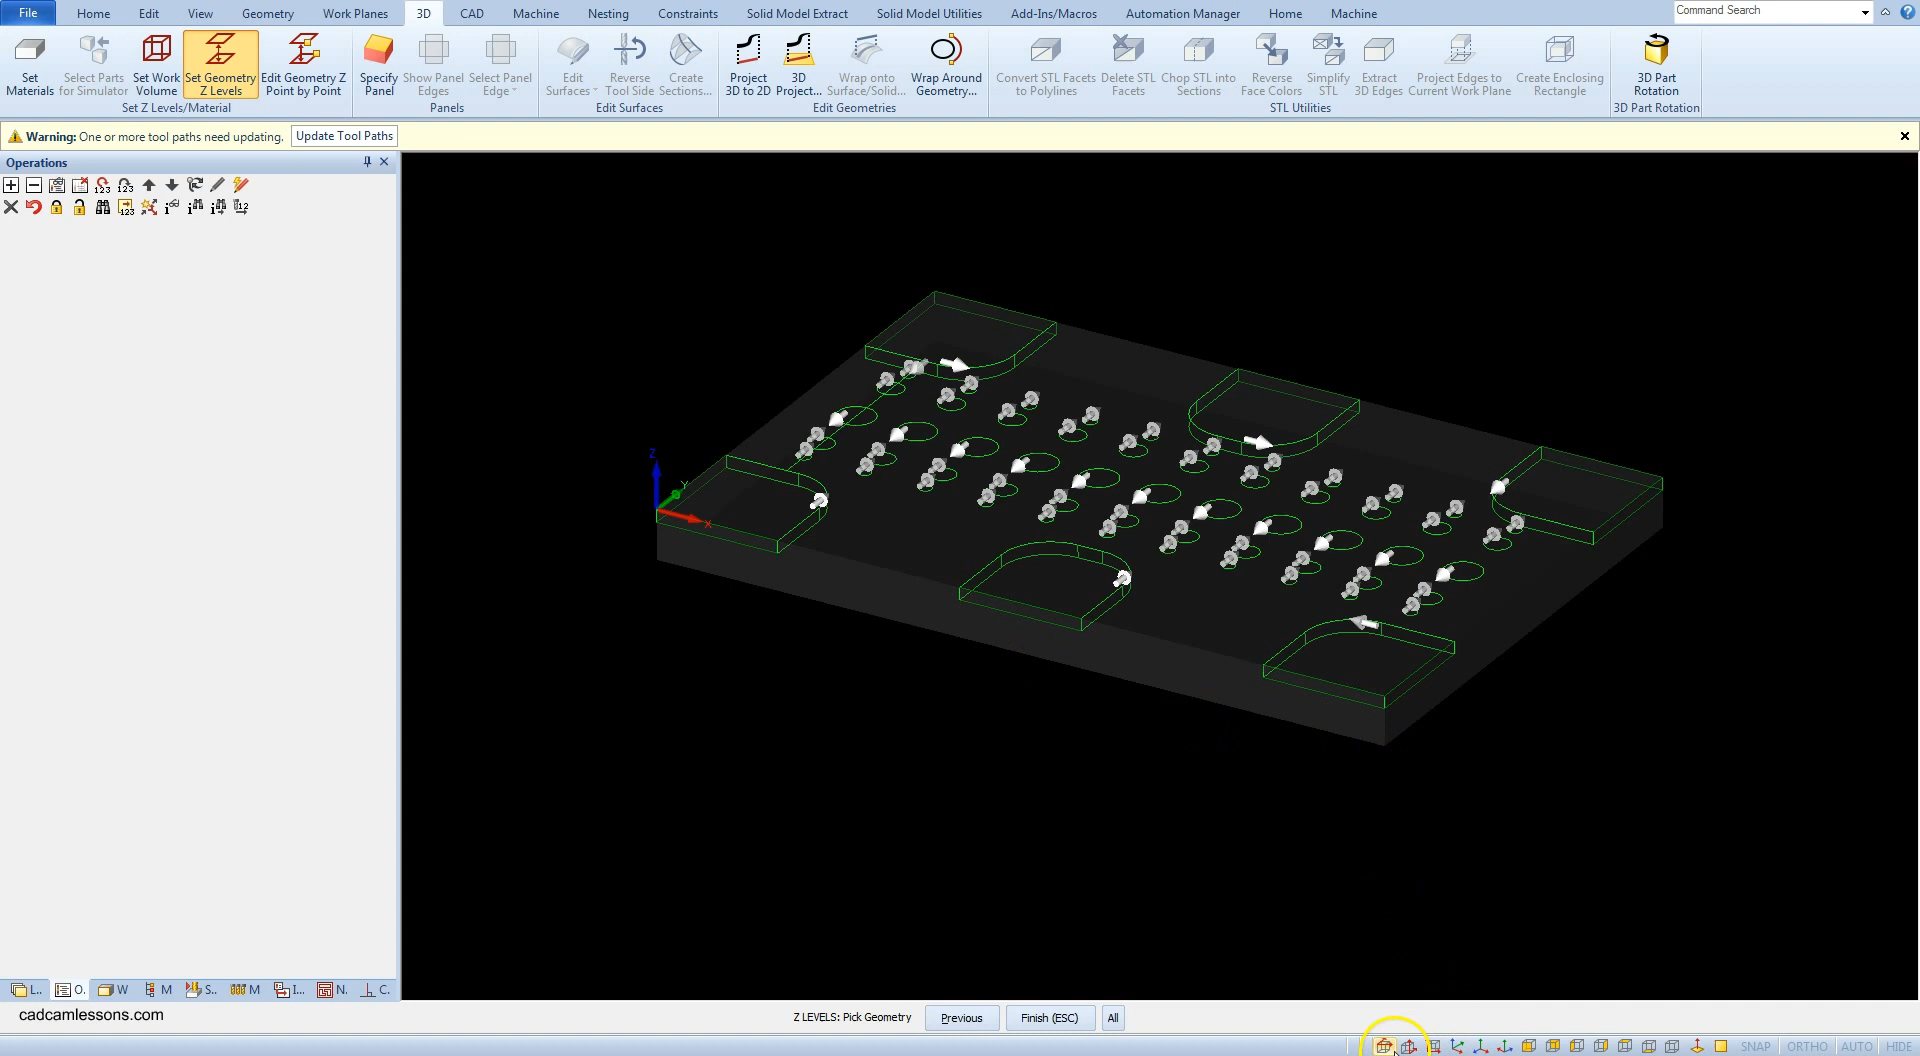 File Home Edit View Geometry Work Planes 3D CAD Machine Nesting Constraints Solid Model Extract Solid Model Utilities Add-Ins/Macros Automation Manager Home Machine Command Search
Set Materials
Select Parts for Simulator
Set Work Volume
Set Geometry Z Levels
Edit Geometry Z Point by Point
Specify Panel
Show Panel Edges
Select Panel Edge
Edit Surfaces
Reverse Tool Side
Create Sections...
Project 3D to 2D
3D Project...
Wrap onto Surface/Solid...
Wrap Around Geometry...
Convert STL Facets to Polylines
Delete STL Facets
Chop STL into Sections
Reverse Face Colors
Simplify STL
Extract 3D Edges
Project Edges to Current Work Plane
Create Enclosing Rectangle
3D Part Rotation
Set Z Levels/Material Panels Edit Surfaces Edit Geometries STL Utilities 3D Part Rotation
Warning: One or more tool paths need updating. Update Tool Paths
Operations
Z
Y
X
L.. O. W M S.. M I... N. C.
cadcamlessons.com Z LEVELS: Pick Geometry Previous Finish (ESC) All
SNAP ORTHO AUTO HIDE